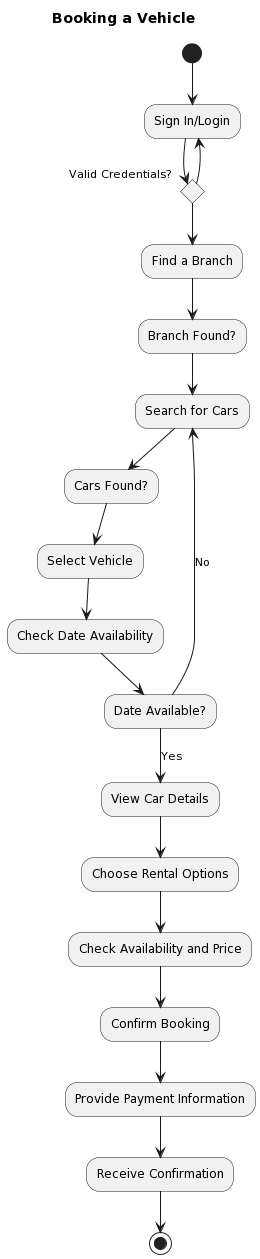 Booking a Vehicle
Sign In/Login
Valid Credentials?
Find a Branch
Branch Found?
Search for Cars
Cars Found?
Select Vehicle
No
Check Date Availability
Date Available?
Yes
View Car Details
Choose Rental Options
Check Availability and Price
Confirm Booking
Provide Payment Information
Receive Confirmation